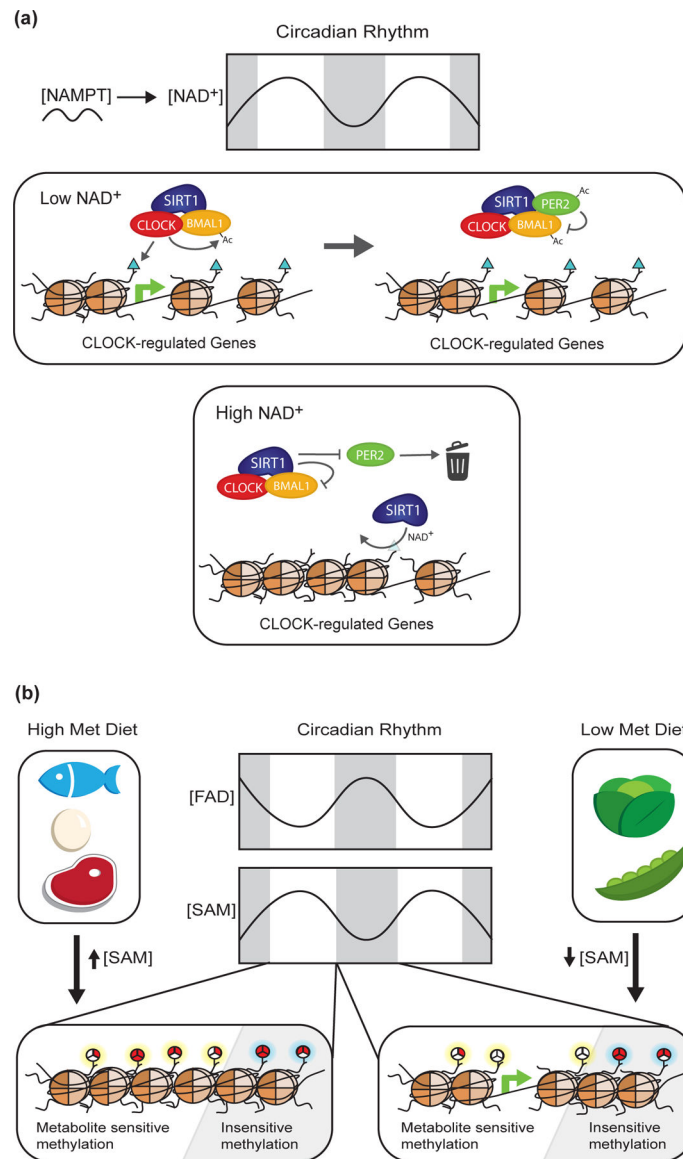 (a)
Circadian Rhythm
[NAMPT]
[NAD⁺]
Low NAD⁺
SIRT1
CLOCK
BMAL1
Ac
SIRT1
PER2
Ac
CLOCK
BMAL1
Ac
CLOCK-regulated Genes
CLOCK-regulated Genes
High NAD⁺
SIRT1
PER2
CLOCK
BMAL1
SIRT1
NAD⁺
CLOCK-regulated Genes
(b)
High Met Diet
Circadian Rhythm
Low Met Diet
[FAD]
[SAM]
[SAM]
[SAM]
Metabolite sensitive
methylation
Insensitive
methylation
Metabolite sensitive
methylation
Insensitive
methylation